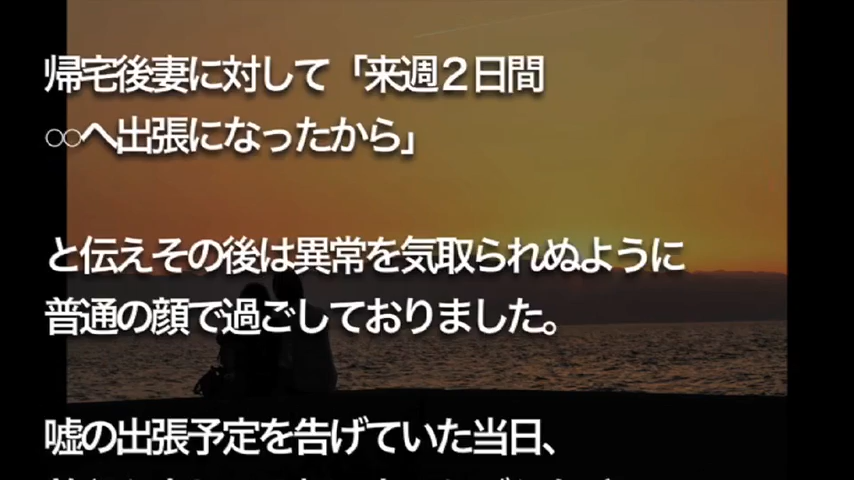 帰宅後妻に対して「来週２日間
○○へ出張になったから」
と伝えその後は異常を気取られぬように
普通の顔で過ごしておりました。
嘘の出張予定を告げていた当日、